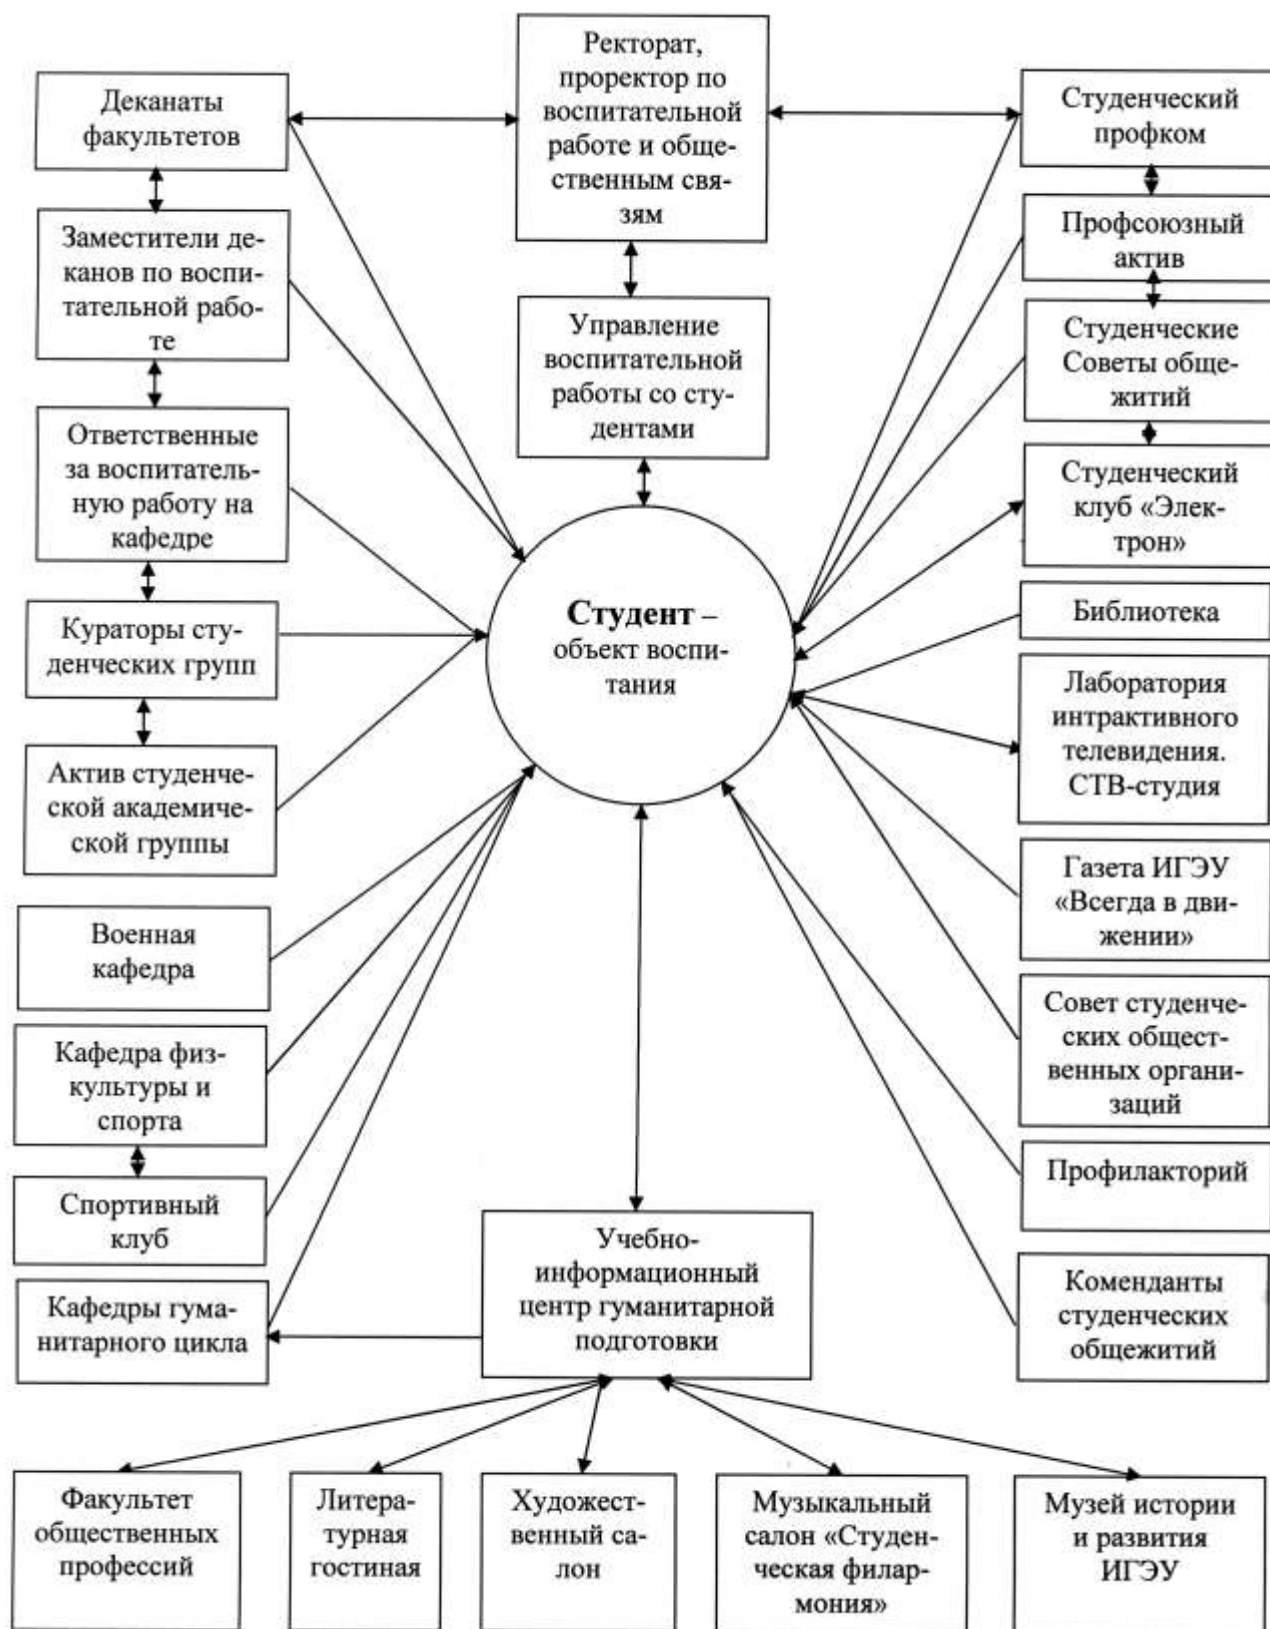 Ректорат,
проректор по
воспитательной
работе и обще-
ственным свя-
зям
Деканаты
факультетов
Студенческий
профком
Заместители де-
канов по воспи-
тательной рабо-
те
Профсоюзный
актив
Управление
воспитательной
работы со сту-
дентами
Студенческие
Советы обще-
житий
Ответственные
за воспитатель-
ную работу на
кафедре
Студенческий
клуб «Элек-
трон»
Студент –
объект воспи-
тания
Кураторы сту-
денческих групп
Библиотека
Лаборатория
интрактивного
телевидения.
СТВ-студия
Актив студенче-
ской академиче-
ской группы
Газета ИГЭУ
«Всегда в дви-
жении»
Военная
кафедра
Совет студенче-
ских общест-
венных органи-
заций
Кафедра физ-
культуры и
спорта
Профилакторий
Спортивный
клуб
Учебно-
информационный
центр гуманитарной
подготовки
Коменданты
студенческих
общежитий
Кафедры гума-
нитарного цикла
Факультет
общественных
профессий
Литера-
турная
гостиная
Художест-
венный са-
лон
Музыкальный
салон «Студен-
ческая филар-
мония»
Музей истории
и развития
ИГЭУ